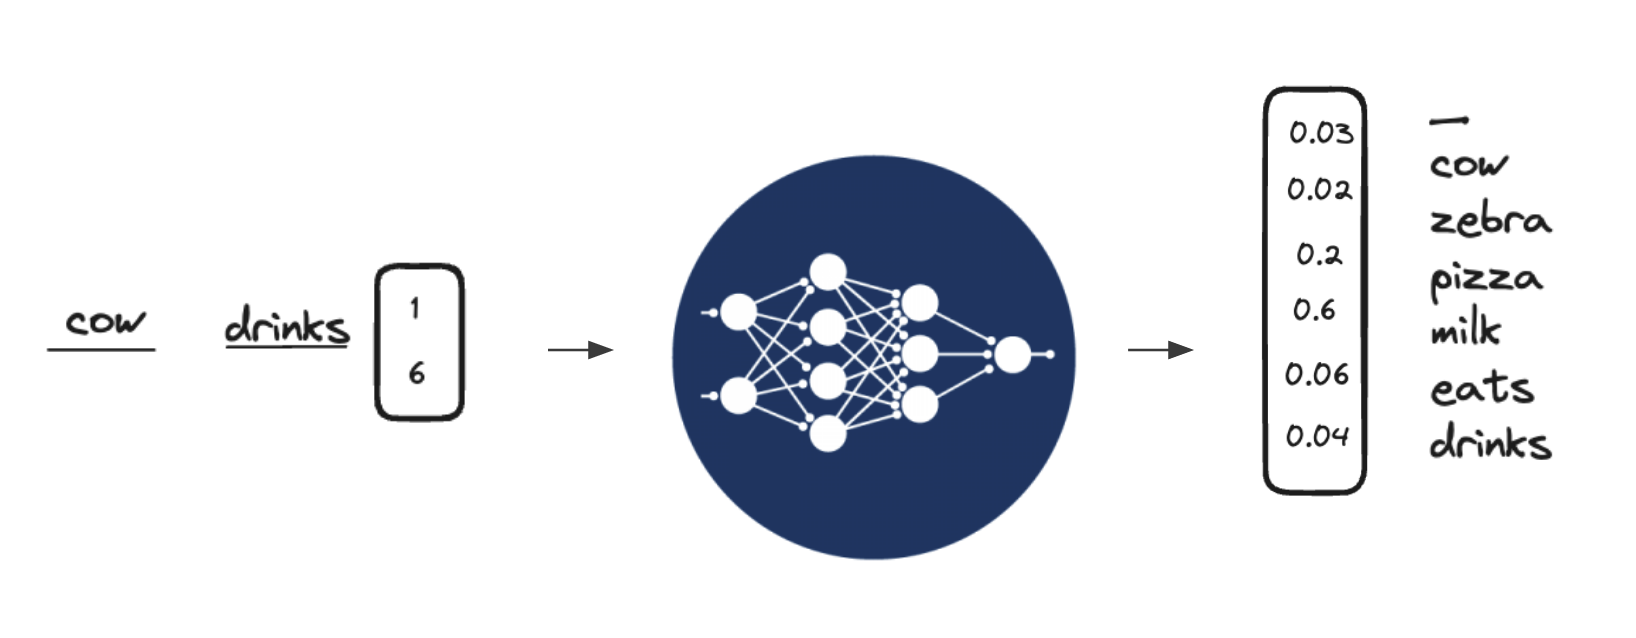 cow drinks
1
6
0.03
0.02
0.2
0.6
0.06
0.04
—
cow
zebra
pizza
milk
eats
drinks